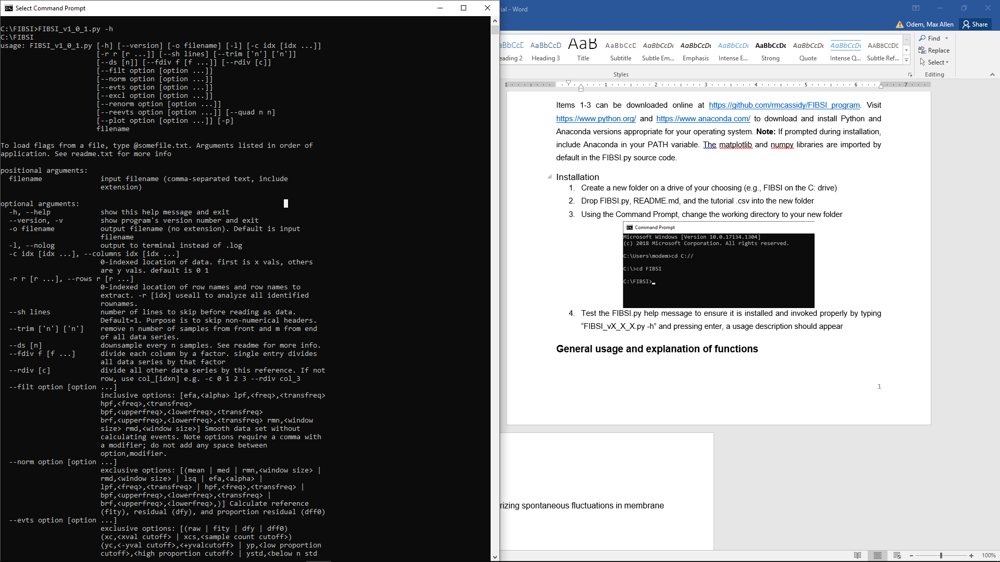 Select Command Prompt
C:\FIBSI>FIBSI_v1_0_1.py -h
C:\FIBSI
usage: FIBSI_v1_0_1.py [-h] [--version] [-o filename] [-l] [-c idx [idx ...]]
[-r r [r ...]] [--sh lines] [--trim ['n'] ['n']]
[--ds [n]] [--fdiv f [f ...]] [--rdiv [c]]
[--filt option [option ...]]
[--norm option [option ...]]
[--evts option [option ...]]
[--excl option [option ...]]
[--renorm option [option ...]]
[--reevts option [option ...]] [--quad n n]
[--plot option [option ...]] [-p]
filename
To load flags from a file, type @somefile.txt. Arguments listed in order of
application. See readme.txt for more info
positional arguments:
filename input filename (comma-separated text, include
extension)
optional arguments:
-h, --help show this help message and exit
--version, -v show program's version number and exit
-o filename output filename (no extension). Default is input
filename
-l, --nolog output to terminal instead of .log
-c idx [idx ...], --columns idx [idx ...]
0-indexed location of data. first is x vals, others
are y vals. default is 0 1
-r r [r ...], --rows r [r ...]
0-indexed location of row names and row names to
extract. -r [idx] useall to analyze all identified
rownames.
--sh lines number of lines to skip before reading as data.
Default=1. Purpose is to skip non-numerical headers.
--trim ['n'] ['n'] remove n number of samples from front and m from end
of all data series.
--ds [n] downsample every n samples. See readme for more info.
--fdiv f [f ...] divide each column by a factor. single entry divides
all data series by that factor
--rdiv [c] divide all other data series by this reference. If not
row, use col_[idxn] e.g. -c 0 1 2 3 --rdiv col_3
--filt option [option ...]
inclusive options: [efa,<alpha> lpf,<freq>,<transfreq>
hpf,<freq>,<transfreq>
bpf,<upperfreq>,<lowerfreq>,<transfreq>
brf,<upperfreq>,<lowerfreq>,<transfreq> rmn,<window
size> rmd,<window size>] Smooth data set without
calculating events. Note options require a comma with
a modifier; do not add any space between
option,modifier.
--norm option [option ...]
exclusive options: [(mean | med | rmn,<window size> |
rmd,<window size> | lsq | efa,<alpha> |
lpf,<freq>,<transfreq> | hpf,<freq>,<transfreq> |
bpf,<upperfreq>,<lowerfreq>,<transfreq> |
brf,<upperfreq>,<lowerfreq>,)] Calculate reference
(fity), residual (dfy), and proportion residual (dff0)
--evts option [option ...]
exclusive options: [(raw | fity | dfy | dff0)
(xc,<xval cutoff> | xcs,<sample count cutoff>)
(yc,<-yval cutoff>,<+yvalcutoff> | yp,<low proportion
cutoff>,<high proportion cutoff> | ystd,<below n std
rial - Word
Odem, Max Allen Share
aBbCcD AaBbCcD AaB AaBbCcD AaBbCcDc AaBbCcDc AaBbCcDc AaBbCcDc AaBbCcDc AaBbCcDc AABBCCDE
eading 2 Heading 3 Title Subtitle Subtle Em... Emphasis Intense E... Strong Quote Intense Q... Subtle Ref...
Find
Replace
Select
Styles Editing
1 1 2 3 4 5 6 7
Items 1-3 can be downloaded online at https://github.com/rmcassidy/FIBSI_program. Visit
https://www.python.org/ and https://www.anaconda.com/ to download and install Python and
Anaconda versions appropriate for your operating system. Note: If prompted during installation,
include Anaconda in your PATH variable. The matplotlib and numpy libraries are imported by
default in the FIBSI.py source code.
Installation
1. Create a new folder on a drive of your choosing (e.g., FIBSI on the C: drive)
2. Drop FIBSI.py, README.md, and the tutorial .csv into the new folder
3. Using the Command Prompt, change the working directory to your new folder
Command Prompt
Microsoft Windows [Version 10.0.17134.1304]
(c) 2018 Microsoft Corporation. All rights reserved.
C:\Users\modem>cd C://
C:\>cd FIBSI
C:\FIBSI>
4. Test the FIBSI.py help message to ensure it is installed and invoked properly by typing
“FIBSI_vX_X_X.py -h” and pressing enter, a usage description should appear
General usage and explanation of functions
1
rizing spontaneous fluctuations in membrane
100%